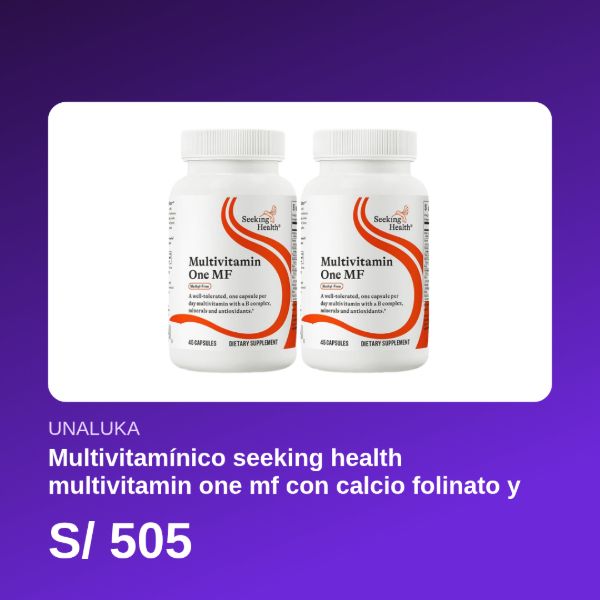 Seeking
Health®
Multivitamin
One MF
Methyl-Free
A well-tolerated, one capsule per
day multivitamin with a B complex,
minerals and antioxidants.*
45 CAPSULES DIETARY SUPPLEMENT
Seeking
Health®
Multivitamin
One MF
Methyl-Free
A well-tolerated, one capsule per
day multivitamin with a B complex,
minerals and antioxidants.*
45 CAPSULES DIETARY SUPPLEMENT
UNALUKA
Multivitamínico seeking health
multivitamin one mf con calcio folinato y
S/ 505